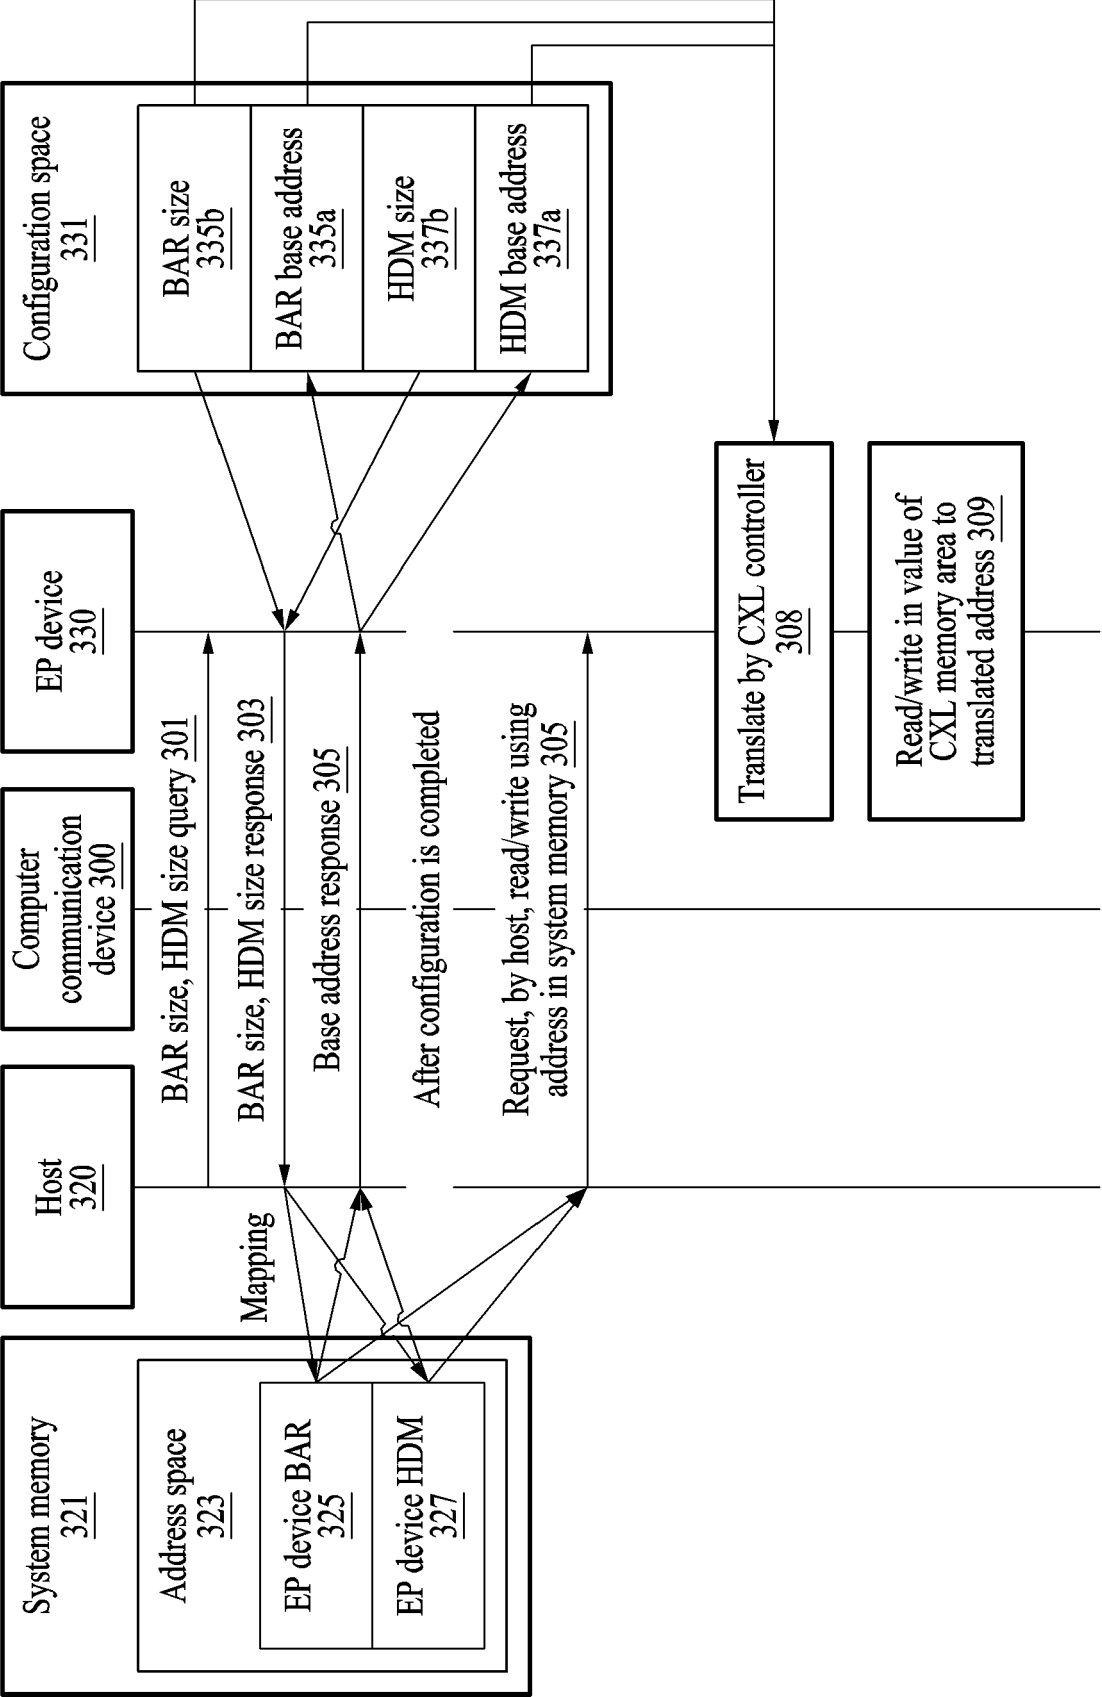 System memory
321
Address space
323
EP device BAR
325
EP device HDM
327
Host
320
Mapping
Computer
communication
device 300
EP device
330
Configuration space
331
BAR size
335b
BAR base address
335a
HDM size
337b
HDM base address
337a
BAR size, HDM size query 301
BAR size, HDM size response 303
Base address response 305
After configuration is completed
Request, by host, read/write using
address in system memory 305
Translate by CXL controller
308
Read/write in value of
CXL memory area to
translated address 309